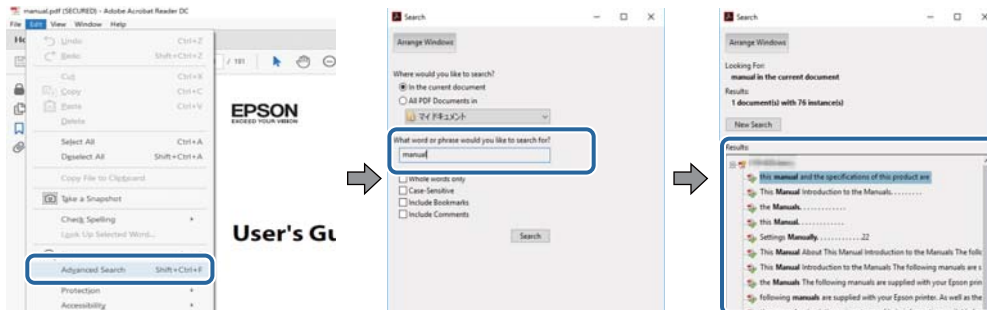 manual.pdf (SECURED) - Adobe Acrobat Reader DC
File Edit View Window Help
Undo Ctrl+Z
Redo Shift+Ctrl+Z
Cut Ctrl+X
Copy Ctrl+C
Paste Ctrl+V
Delete
Select All Ctrl+A
Deselect All Shift+Ctrl+A
Copy File to Clipboard
Take a Snapshot
Check Spelling
Look Up Selected Word...
Advanced Search Shift+Ctrl+F
Protection
Accessibility
/ 181
EPSON
EXCEED YOUR VISION
User's Gu
Search
Arrange Windows
Where would you like to search?
In the current document
All PDF Documents in
マイ ドキュメント
What word or phrase would you like to search for?
manual
Whole words only
Case-Sensitive
Include Bookmarks
Include Comments
Search
Search
Arrange Windows
Looking For:
manual in the current document
Results:
1 document(s) with 76 instance(s)
New Search
Results:
this manual and the specifications of this product are
This Manual Introduction to the Manuals. . . . . . . . .
the Manuals. . . . . . . . . . . . .
this Manual. . . . . . . . . . . . .
Settings Manually. . . . . . . . . . . . 22
This Manual About This Manual Introduction to the Manuals The follo
This Manual Introduction to the Manuals The following manuals are s
the Manuals The following manuals are supplied with your Epson prin
following manuals are supplied with your Epson printer. As well as the